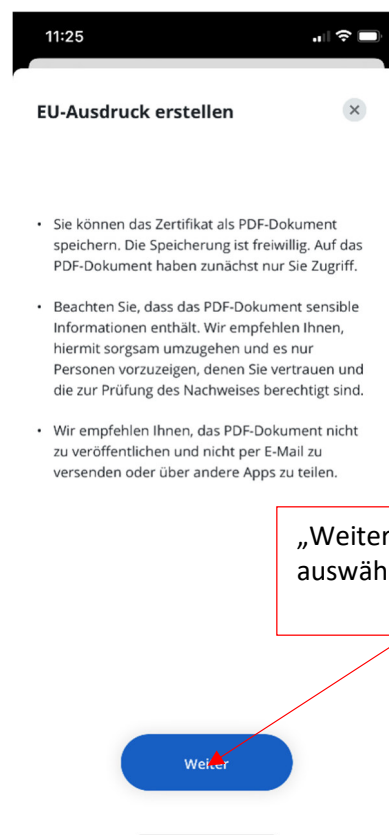 11:25
EU-Ausdruck erstellen
• Sie können das Zertifikat als PDF-Dokument
speichern. Die Speicherung ist freiwillig. Auf das
PDF-Dokument haben zunächst nur Sie Zugriff.
• Beachten Sie, dass das PDF-Dokument sensible
Informationen enthält. Wir empfehlen Ihnen,
hiermit sorgsam umzugehen und es nur
Personen vorzuzeigen, denen Sie vertrauen und
die zur Prüfung des Nachweises berechtigt sind.
• Wir empfehlen Ihnen, das PDF-Dokument nicht
zu veröffentlichen und nicht per E-Mail zu
versenden oder über andere Apps zu teilen.
„Weiter
auswäh
Weiter